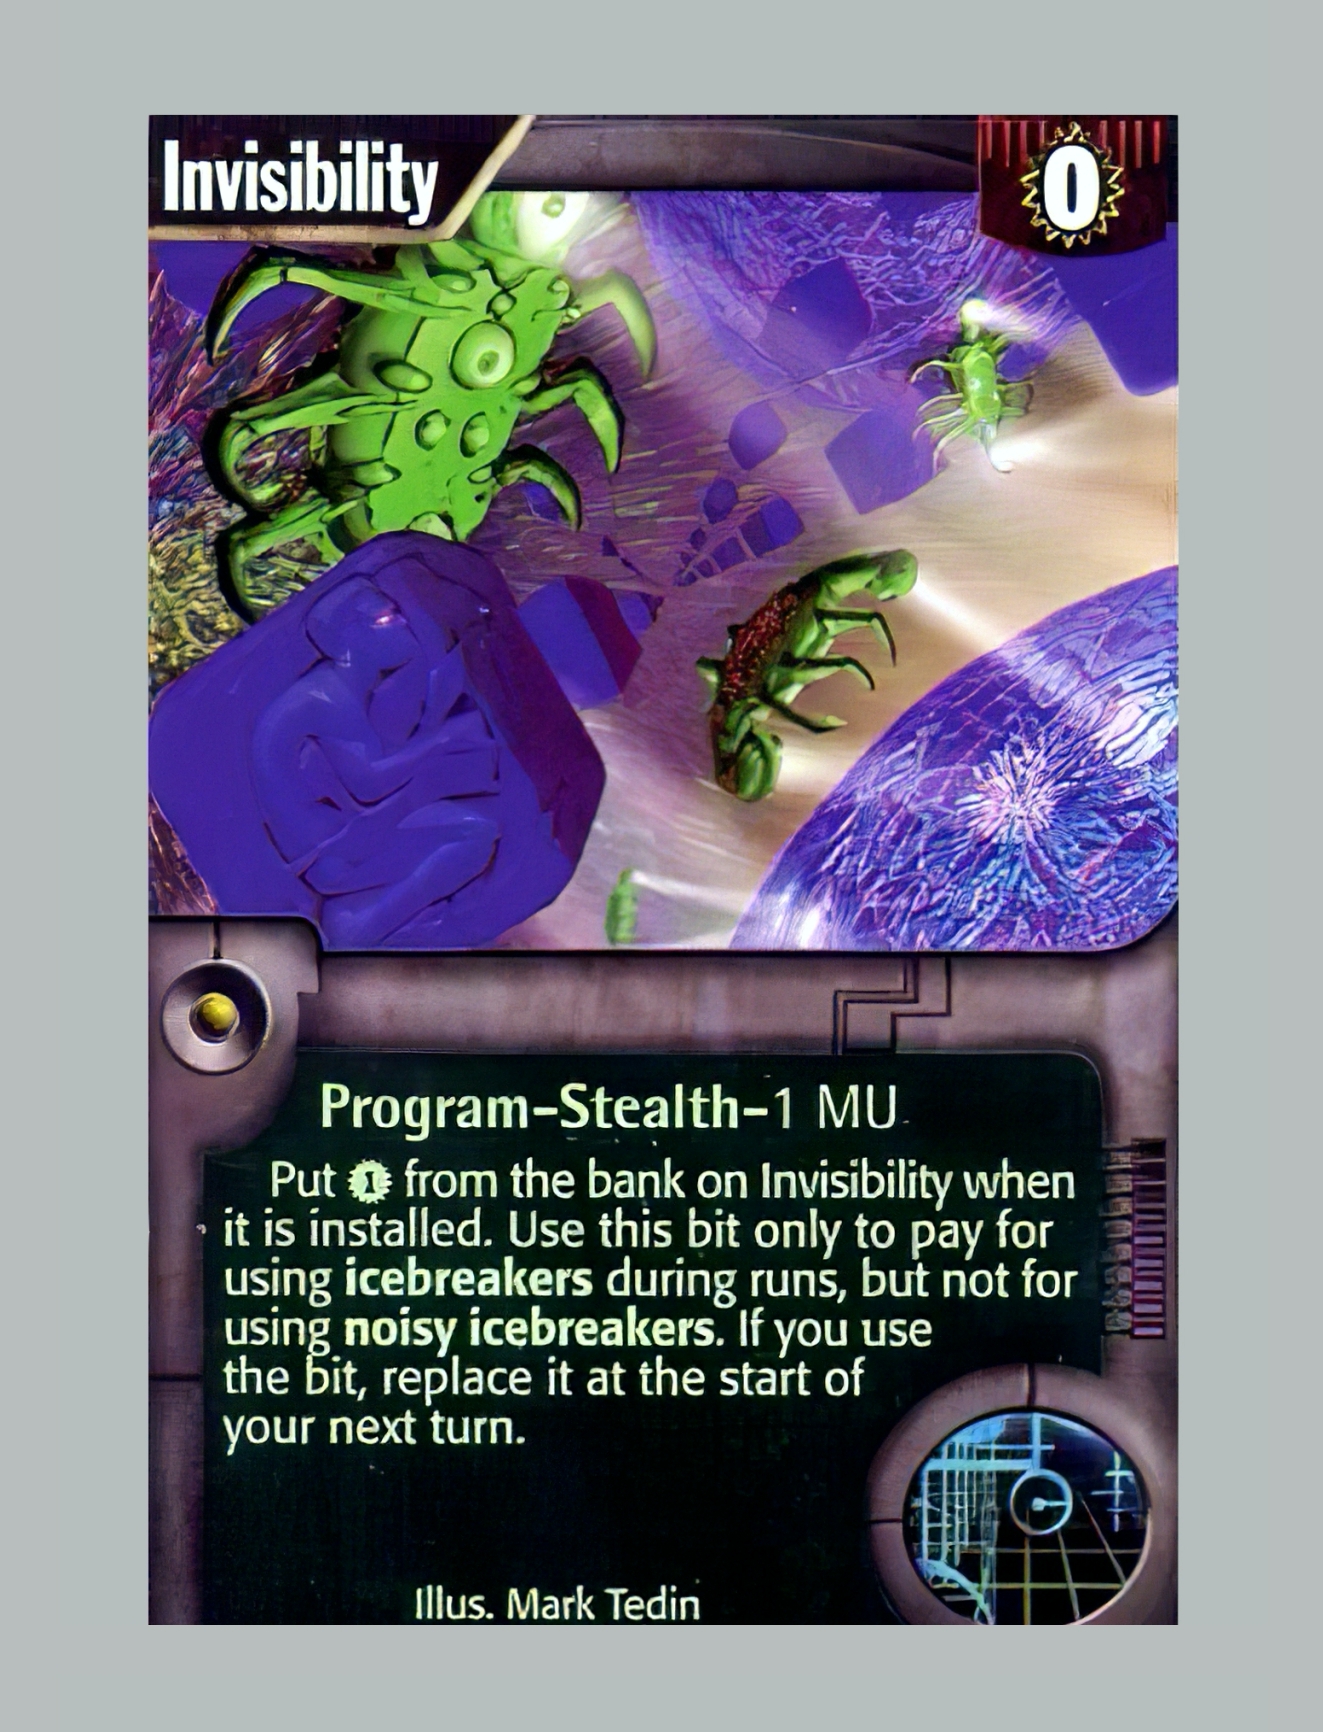 Invisibility
0
Program–Stealth–1 MU
Put 1 from the bank on Invisibility when
it is installed. Use this bit only to pay for
using icebreakers during runs, but not for
using noisy icebreakers. If you use
the bit, replace it at the start of
your next turn.
Illus. Mark Tedin